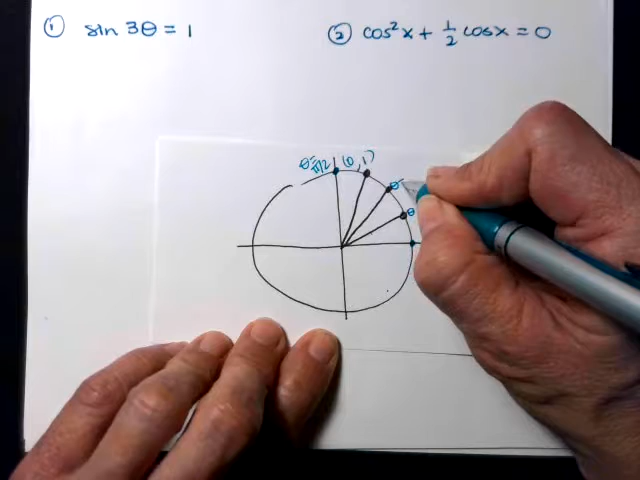 ① sin 3θ = 1
② cos²x + ½ cosx = 0
θ = π/2 (0, 1)
θ =
θ